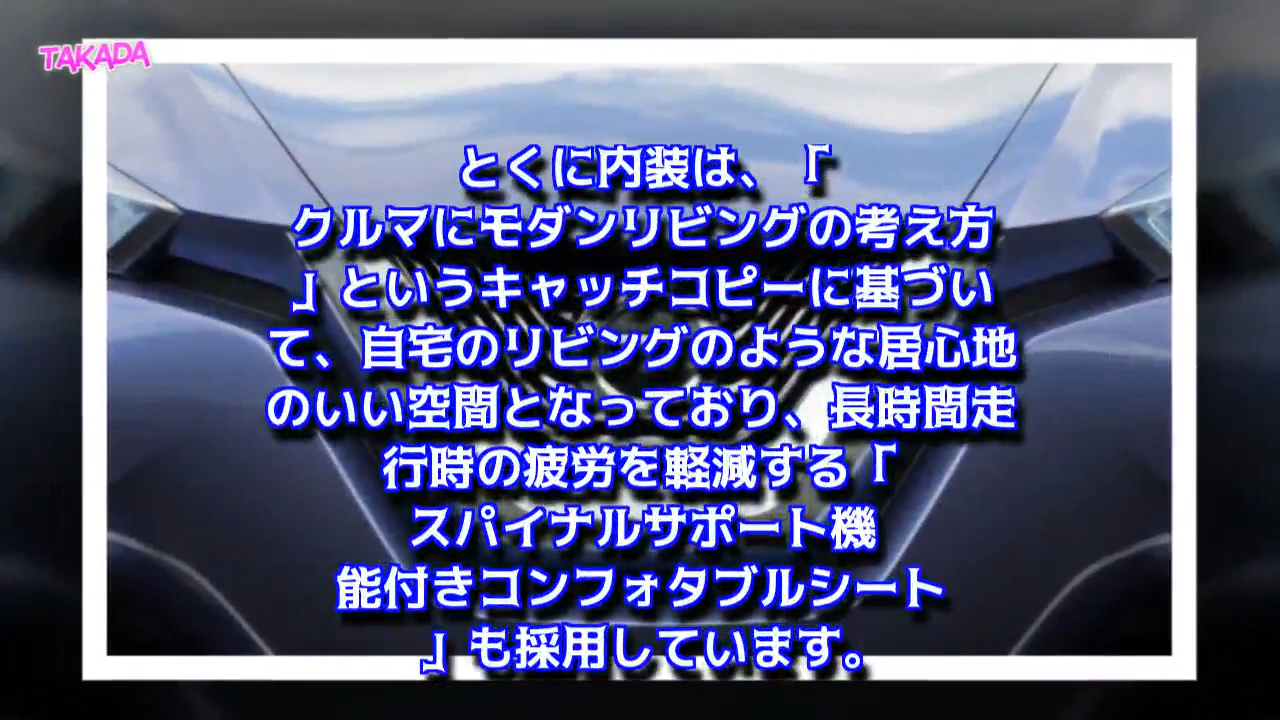 TAKADA
とくに内装は、「
クルマにモダンリビングの考え方
」というキャッチコピーに基づい
て、自宅のリビングのような居心地
のいい空間となっており、長時間走
行時の疲労を軽減する「
スパイナルサポート機
能付きコンフォタブルシート
」も採用しています。